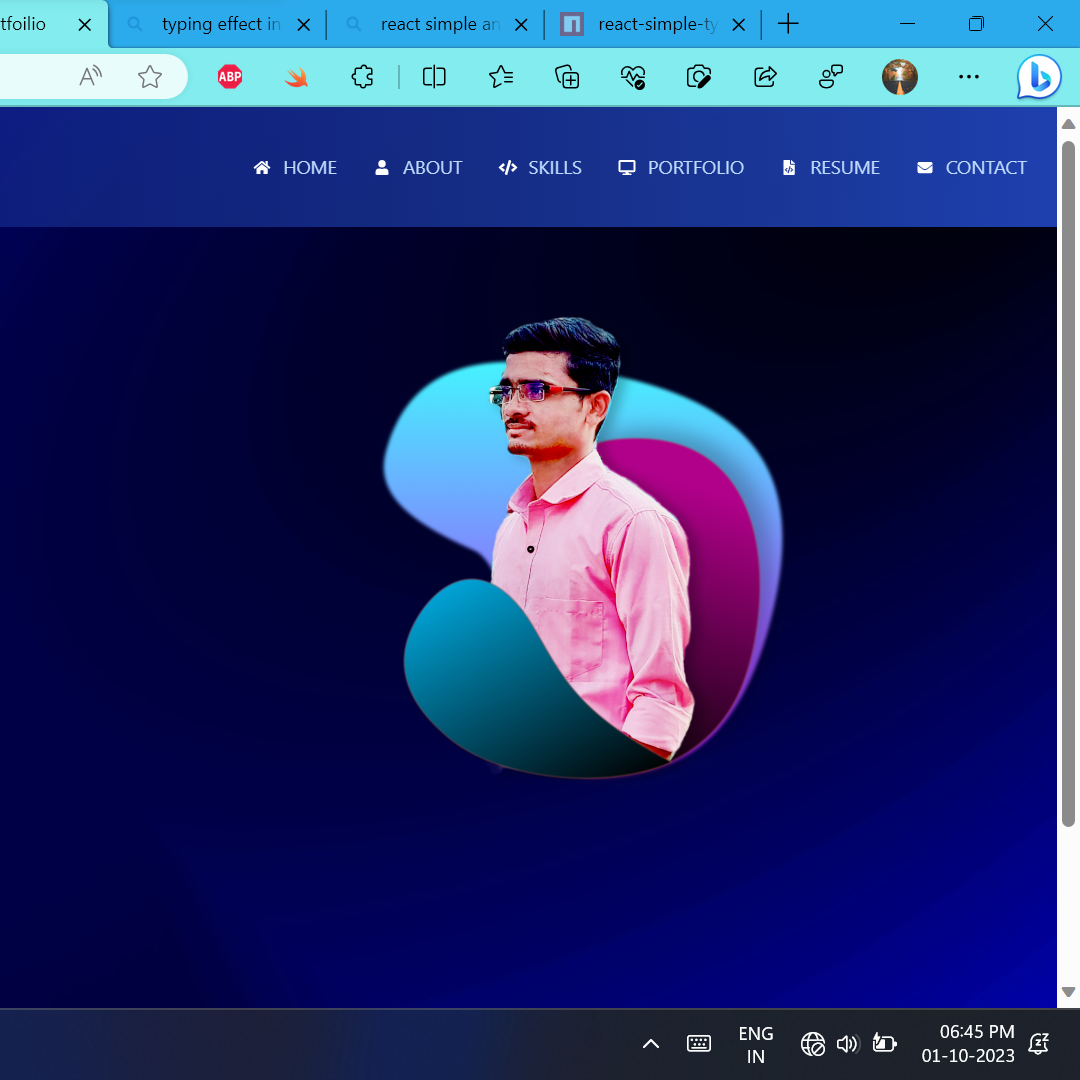 tfoilio
typing effect in
react simple an
react-simple-ty
A
ABP
HOME
ABOUT
SKILLS
PORTFOLIO
RESUME
CONTACT
ENG
IN
06:45 PM
01-10-2023